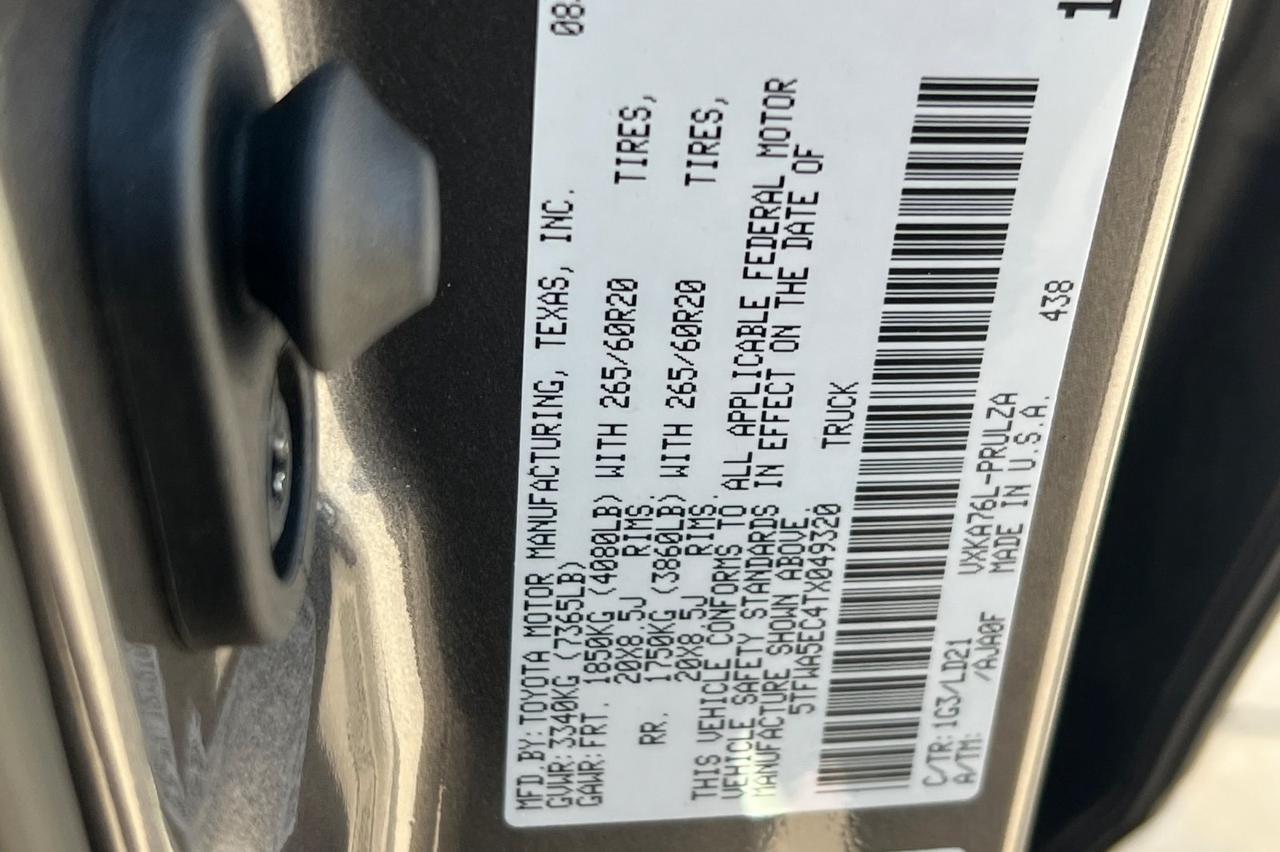 MFD BY: TOYOTA MOTOR MANUFACTURING, TEXAS, INC. 08
GVWR: 3340KG (7365LB)
GAWR: FRT. 1850KG (4080LB) WITH 265/60R20 TIRES,
20X8.5J RIMS.
RR. 1750KG (3860LB) WITH 265/60R20 TIRES,
20X8.5J RIMS.
THIS VEHICLE CONFORMS TO ALL APPLICABLE FEDERAL MOTOR
VEHICLE SAFETY STANDARDS IN EFFECT ON THE DATE OF
MANUFACTURE SHOWN ABOVE.
5TFWA5EC4TX049320 TRUCK
C/TR: 1G3/LD21 VXKA76L-PRULZA
A/TM: /AJA0F MADE IN U.S.A. 438
1